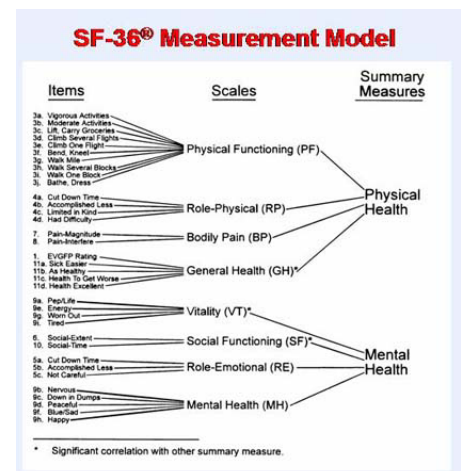 SF-36® Measurement Model
Items
Scales
Summary
Measures
3a. Vigorous Activities
3b. Moderate Activities
3c. Lift, Carry Groceries
3d. Climb Several Flights
3e. Climb One Flight
3f. Bend, Kneel
3g. Walk Mile
3h. Walk Several Blocks
3i. Walk One Block
3j. Bathe, Dress
Physical Functioning (PF)
4a. Cut Down Time
4b. Accomplished Less
4c. Limited in Kind
4d. Had Difficulty
Role-Physical (RP)
7. Pain-Magnitude
8. Pain-Interfere
Bodily Pain (BP)
1. EVGFP Rating
11a. Sick Easier
11b. As Healthy
11c. Health To Get Worse
11d. Health Excellent
General Health (GH)*
Physical
Health
9a. Pep/Life
9e. Energy
9g. Worn Out
9i. Tired
Vitality (VT)*
6. Social-Extent
10. Social-Time
Social Functioning (SF)*
5a. Cut Down Time
5b. Accomplished Less
5c. Not Careful
Role-Emotional (RE)
9b. Nervous
9c. Down in Dumps
9d. Peaceful
9f. Blue/Sad
9h. Happy
Mental Health (MH)
Mental
Health
* Significant correlation with other summary measure.